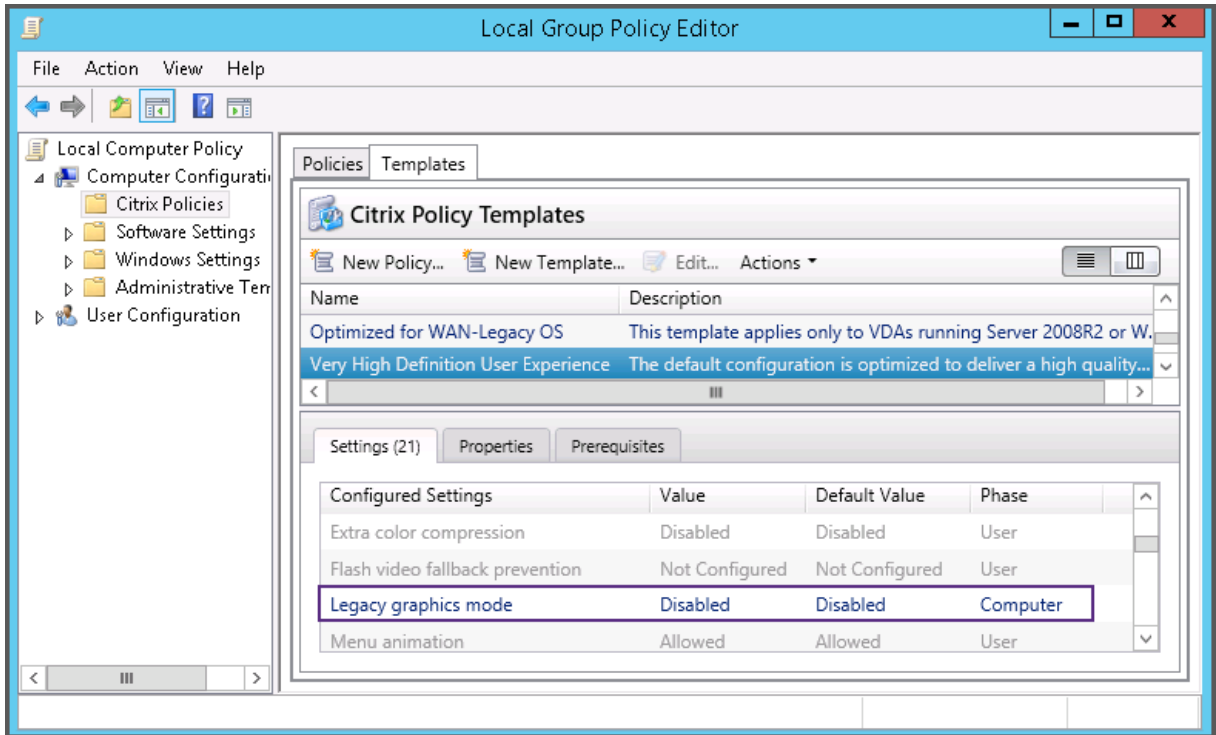 Local Group Policy Editor
File Action View Help
Local Computer Policy
Computer Configurati
Citrix Policies
Software Settings
Windows Settings
Administrative Tem
User Configuration
Policies Templates
Citrix Policy Templates
New Policy... New Template... Edit... Actions
Name Description
Optimized for WAN-Legacy OS This template applies only to VDAs running Server 2008R2 or W.
Very High Definition User Experience The default configuration is optimized to deliver a high quality...
Settings (21) Properties Prerequisites
Configured Settings Value Default Value Phase
Extra color compression Disabled Disabled User
Flash video fallback prevention Not Configured Not Configured User
Legacy graphics mode Disabled Disabled Computer
Menu animation Allowed Allowed User